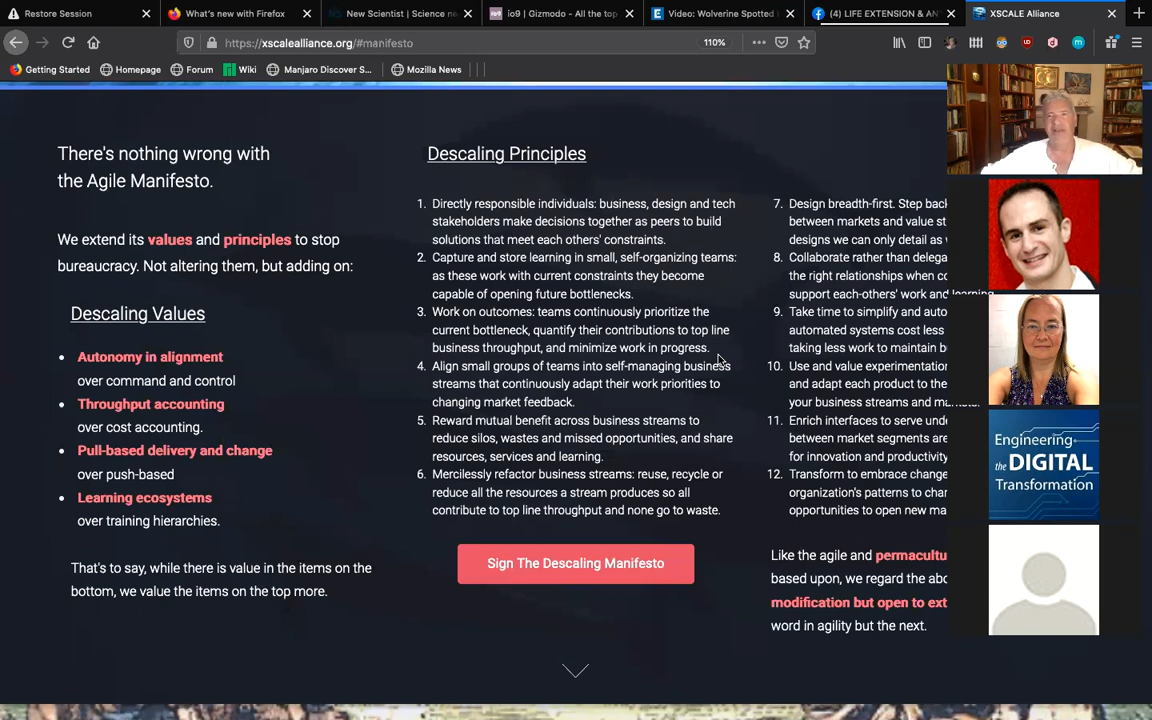 Restore Session
What's new with Firefox
New Scientist | Science ne
io9 | Gizmodo - All the top
Video: Wolverine Spotted
(4) LIFE EXTENSION & AN
XSCALE Alliance
https://xscalealliance.org/#manifesto
110%
Getting Started
Homepage
Forum
Wiki
Manjaro Discover S...
Mozilla News
There's nothing wrong with
the Agile Manifesto.
We extend its values and principles to stop
bureaucracy. Not altering them, but adding on:
Descaling Values
Autonomy in alignment
over command and control
Throughput accounting
over cost accounting.
Pull-based delivery and change
over push-based
Learning ecosystems
over training hierarchies.
That's to say, while there is value in the items on the
bottom, we value the items on the top more.
Descaling Principles
1. Directly responsible individuals: business, design and tech
stakeholders make decisions together as peers to build
solutions that meet each others' constraints.
2. Capture and store learning in small, self-organizing teams:
as these work with current constraints they become
capable of opening future bottlenecks.
3. Work on outcomes: teams continuously prioritize the
current bottleneck, quantify their contributions to top line
business throughput, and minimize work in progress.
4. Align small groups of teams into self-managing business
streams that continuously adapt their work priorities to
changing market feedback.
5. Reward mutual benefit across business streams to
reduce silos, wastes and missed opportunities, and share
resources, services and learning.
6. Mercilessly refactor business streams: reuse, recycle or
reduce all the resources a stream produces so all
contribute to top line throughput and none go to waste.
Sign The Descaling Manifesto
7. Design breadth-first. Step back
between markets and value st
designs we can only detail as
8. Collaborate rather than delega
the right relationships when co
support each-others' work and learning
9. Take time to simplify and auto
automated systems cost less
taking less work to maintain b
10. Use and value experimentation
and adapt each product to the
your business streams and
11. Enrich interfaces to serve unde
between market segments are
for innovation and productivity
12. Transform to embrace change
organization's patterns to char
opportunities to open new ma
Like the agile and permacultu
based upon, we regard the abo
modification but open to ext
word in agility but the next.
Engineering
the DIGITAL
Transformation